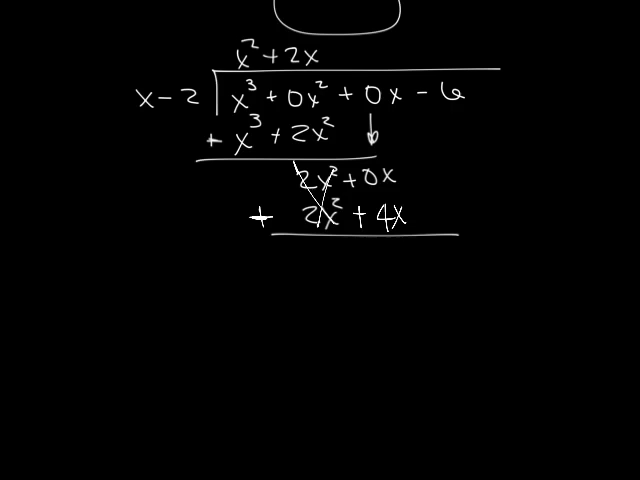 x² + 2x
x - 2 x³ + 0x² + 0x - 6
+ x³ + 2x²
2x² + 0x
+ 2x² + 4x